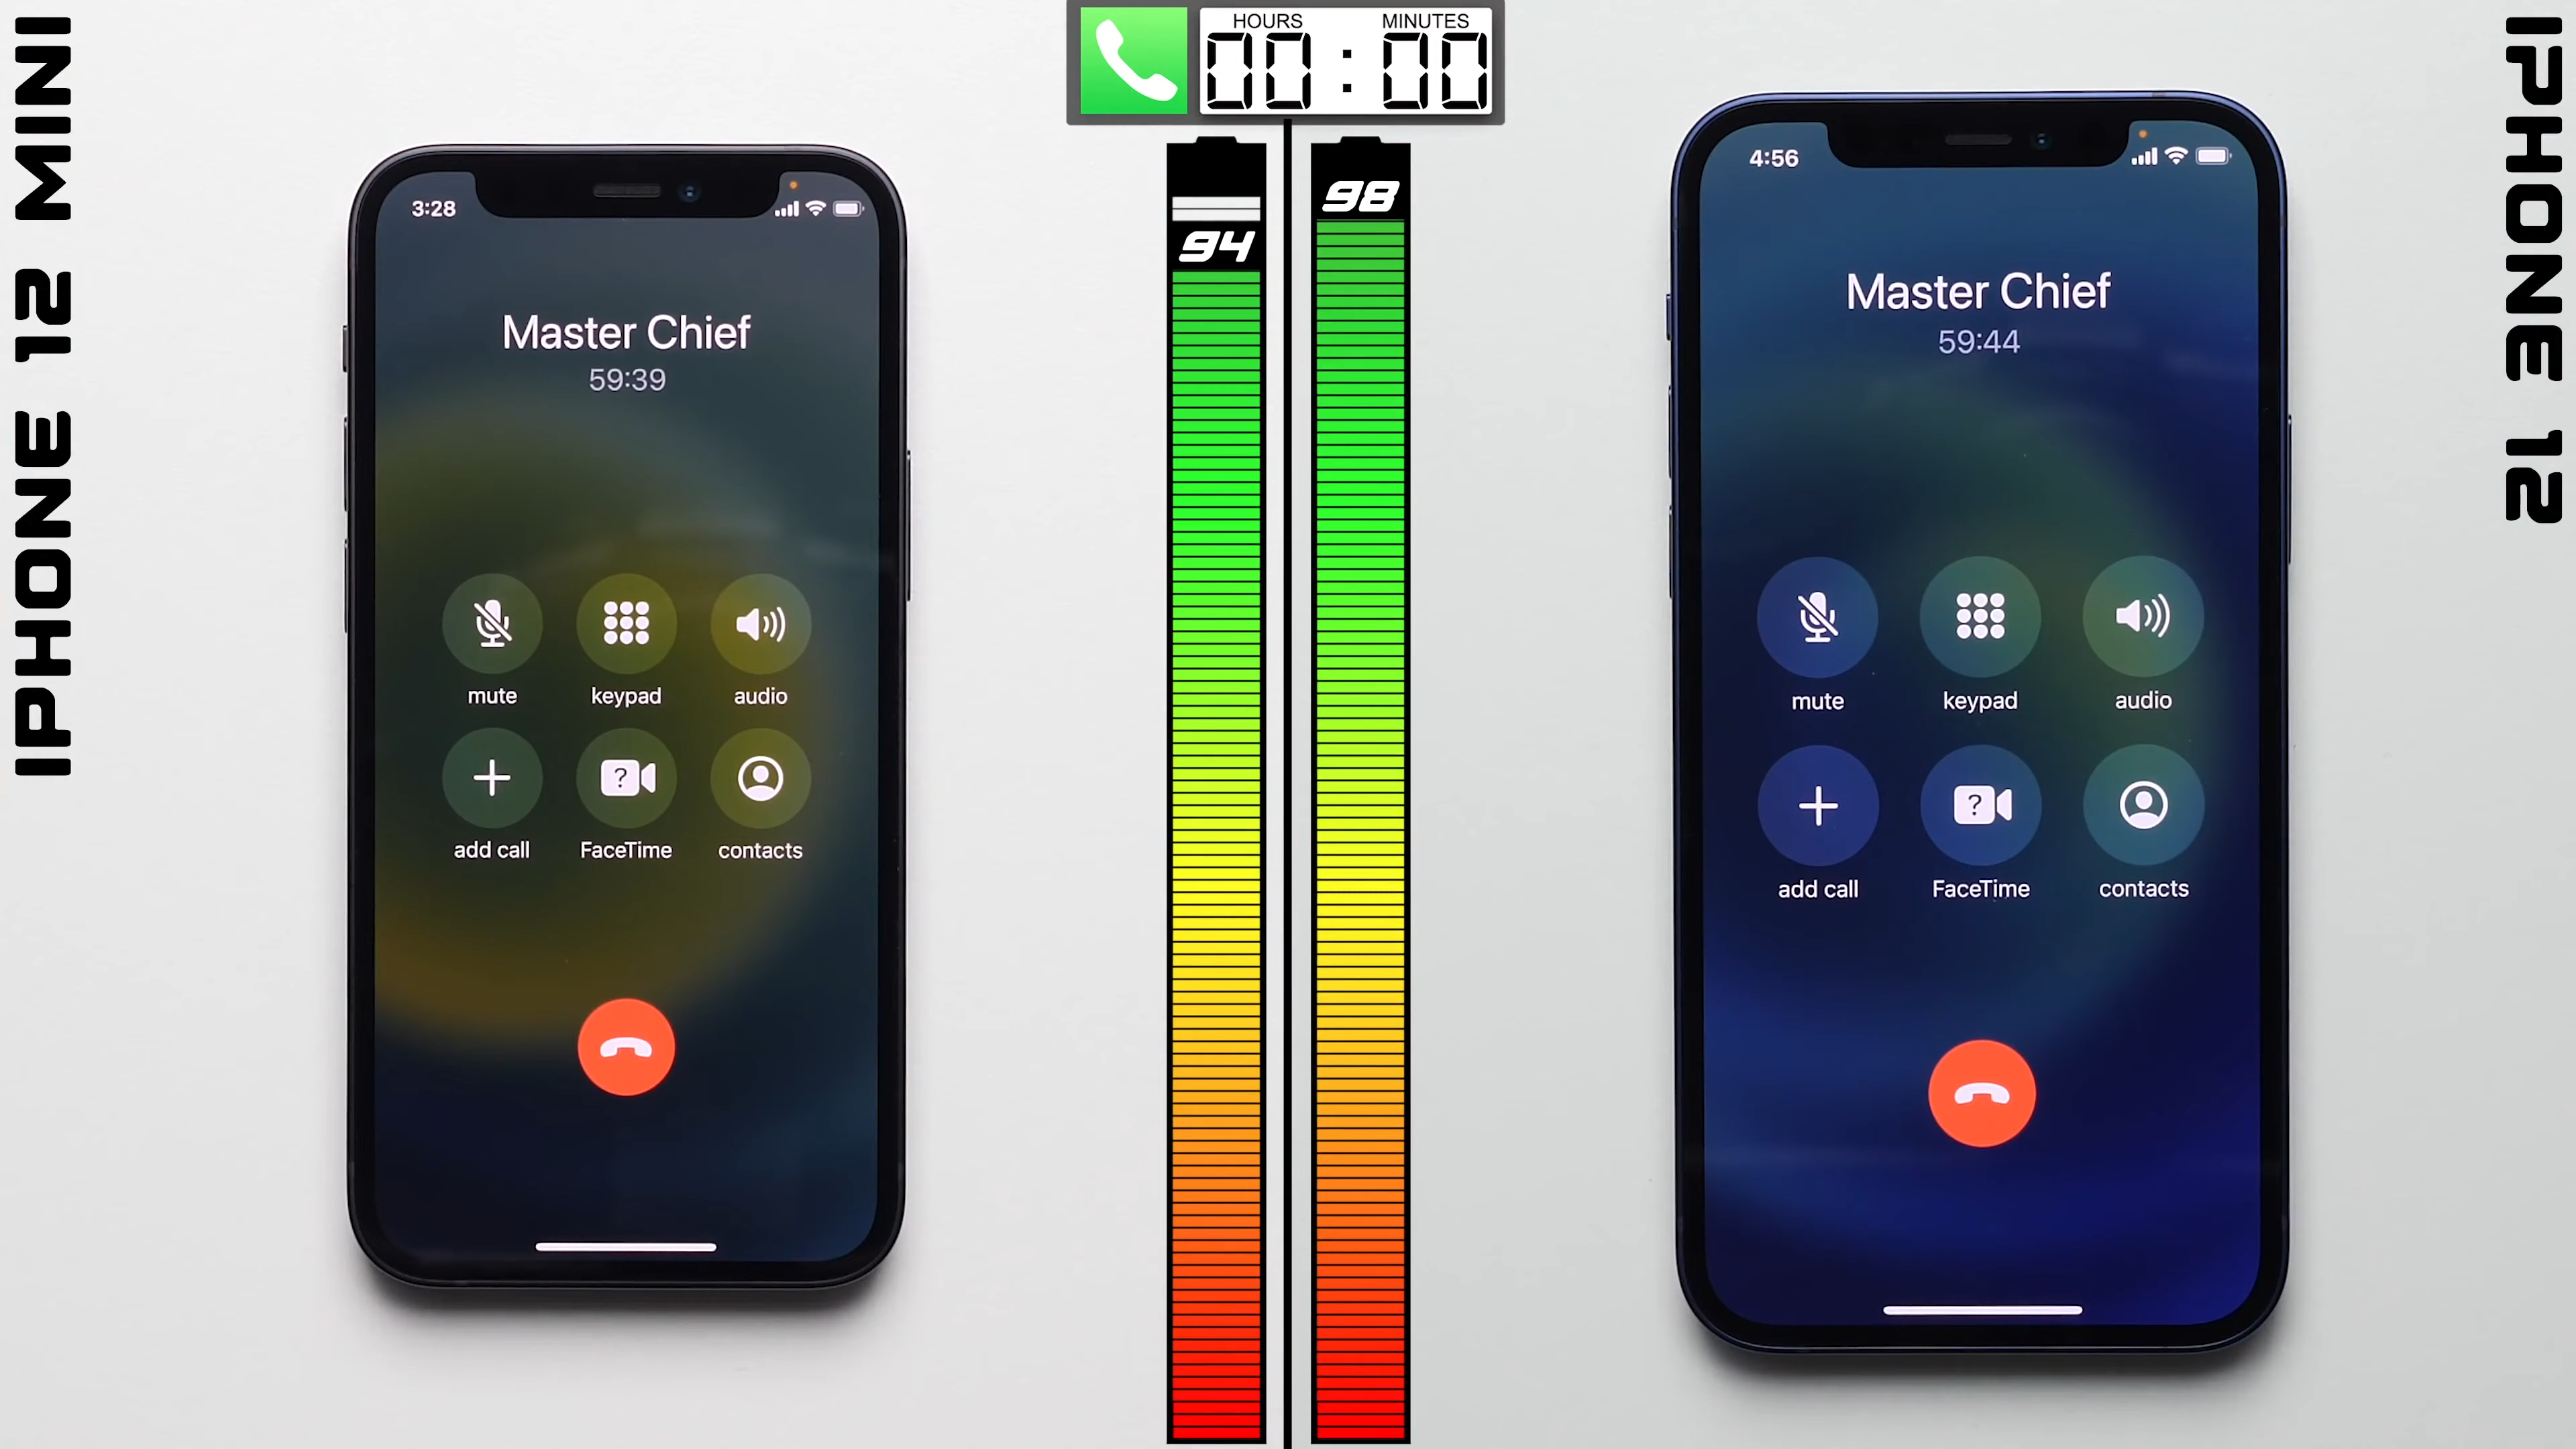 IPHONE 12 MINI
HOURS MINUTES
00:00
94
98
3:28
Master Chief
59:39
mute keypad audio
?
add call FaceTime contacts
4:56
Master Chief
59:44
mute keypad audio
?
add call FaceTime contacts
IPHONE 12